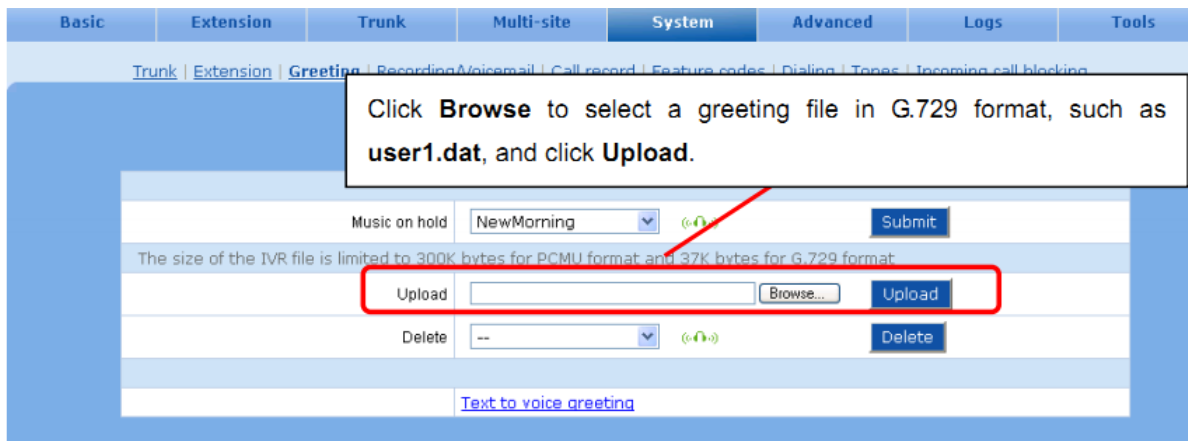 Basic Extension Trunk Multi-site System Advanced Logs Tools
Trunk | Extension | Greeting | Recording/Voicemail | Call record | Feature codes | Dialing | Tones | Incoming call blocking
Click Browse to select a greeting file in G.729 format, such as
user1.dat, and click Upload.
Music on hold NewMorning Submit
The size of the IVR file is limited to 300K bytes for PCMU format and 37K bytes for G.729 format
Upload Browse... Upload
Delete -- Delete
Text to voice greeting